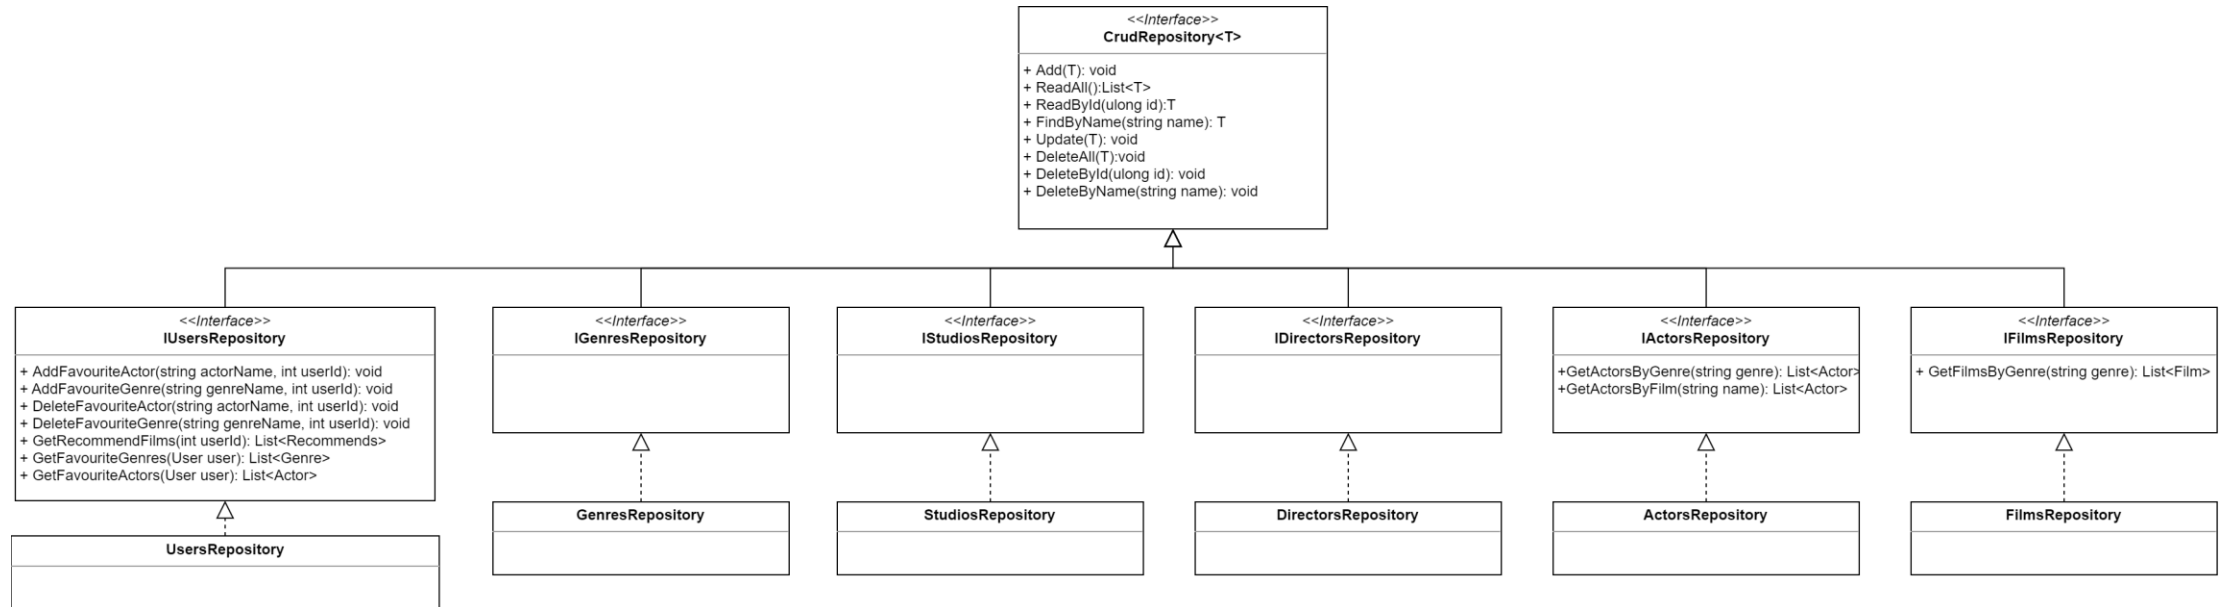 <<Interface>>
CrudRepository<T>
+ Add(T): void
+ ReadAll():List<T>
+ ReadById(ulong id):T
+ FindByName(string name): T
+ Update(T): void
+ DeleteAll(T):void
+ DeleteById(ulong id): void
+ DeleteByName(string name): void
<<Interface>>
IUsersRepository
+ AddFavouriteActor(string actorName, int userId): void
+ AddFavouriteGenre(string genreName, int userId): void
+ DeleteFavouriteActor(string actorName, int userId): void
+ DeleteFavouriteGenre(string genreName, int userId): void
+ GetRecommendFilms(int userId): List<Recommends>
+ GetFavouriteGenres(User user): List<Genre>
+ GetFavouriteActors(User user): List<Actor>
<<Interface>>
IGenresRepository
<<Interface>>
IStudiosRepository
<<Interface>>
IDirectorsRepository
<<Interface>>
IActorsRepository
+GetActorsByGenre(string genre): List<Actor>
+GetActorsByFilm(string name): List<Actor>
<<Interface>>
IFilmsRepository
+ GetFilmsByGenre(string genre): List<Film>
UsersRepository
GenresRepository
StudiosRepository
DirectorsRepository
ActorsRepository
FilmsRepository